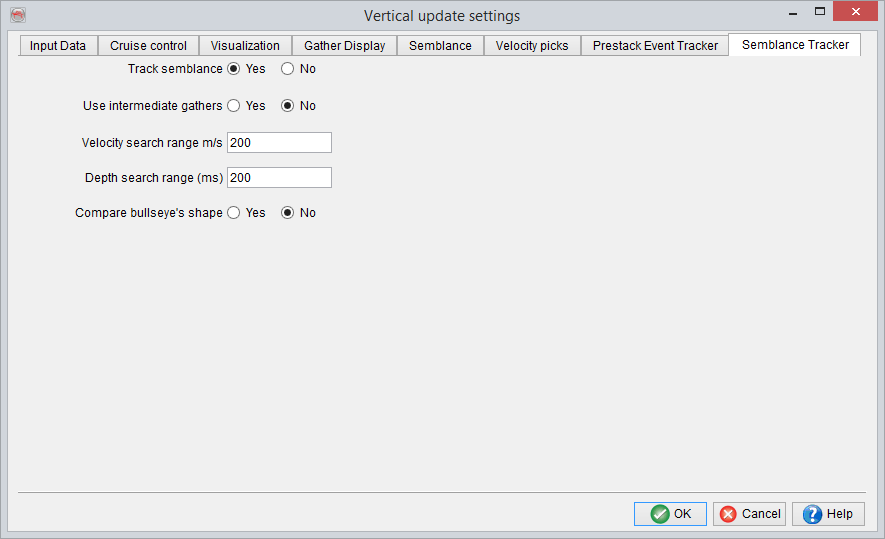 Vertical update settings
Input Data Cruise control Visualization Gather Display Semblance Velocity picks Prestack Event Tracker Semblance Tracker
Track semblance Yes No
Use intermediate gathers Yes No
Velocity search range m/s 200
Depth search range (ms) 200
Compare bullseye's shape Yes No
OK Cancel Help